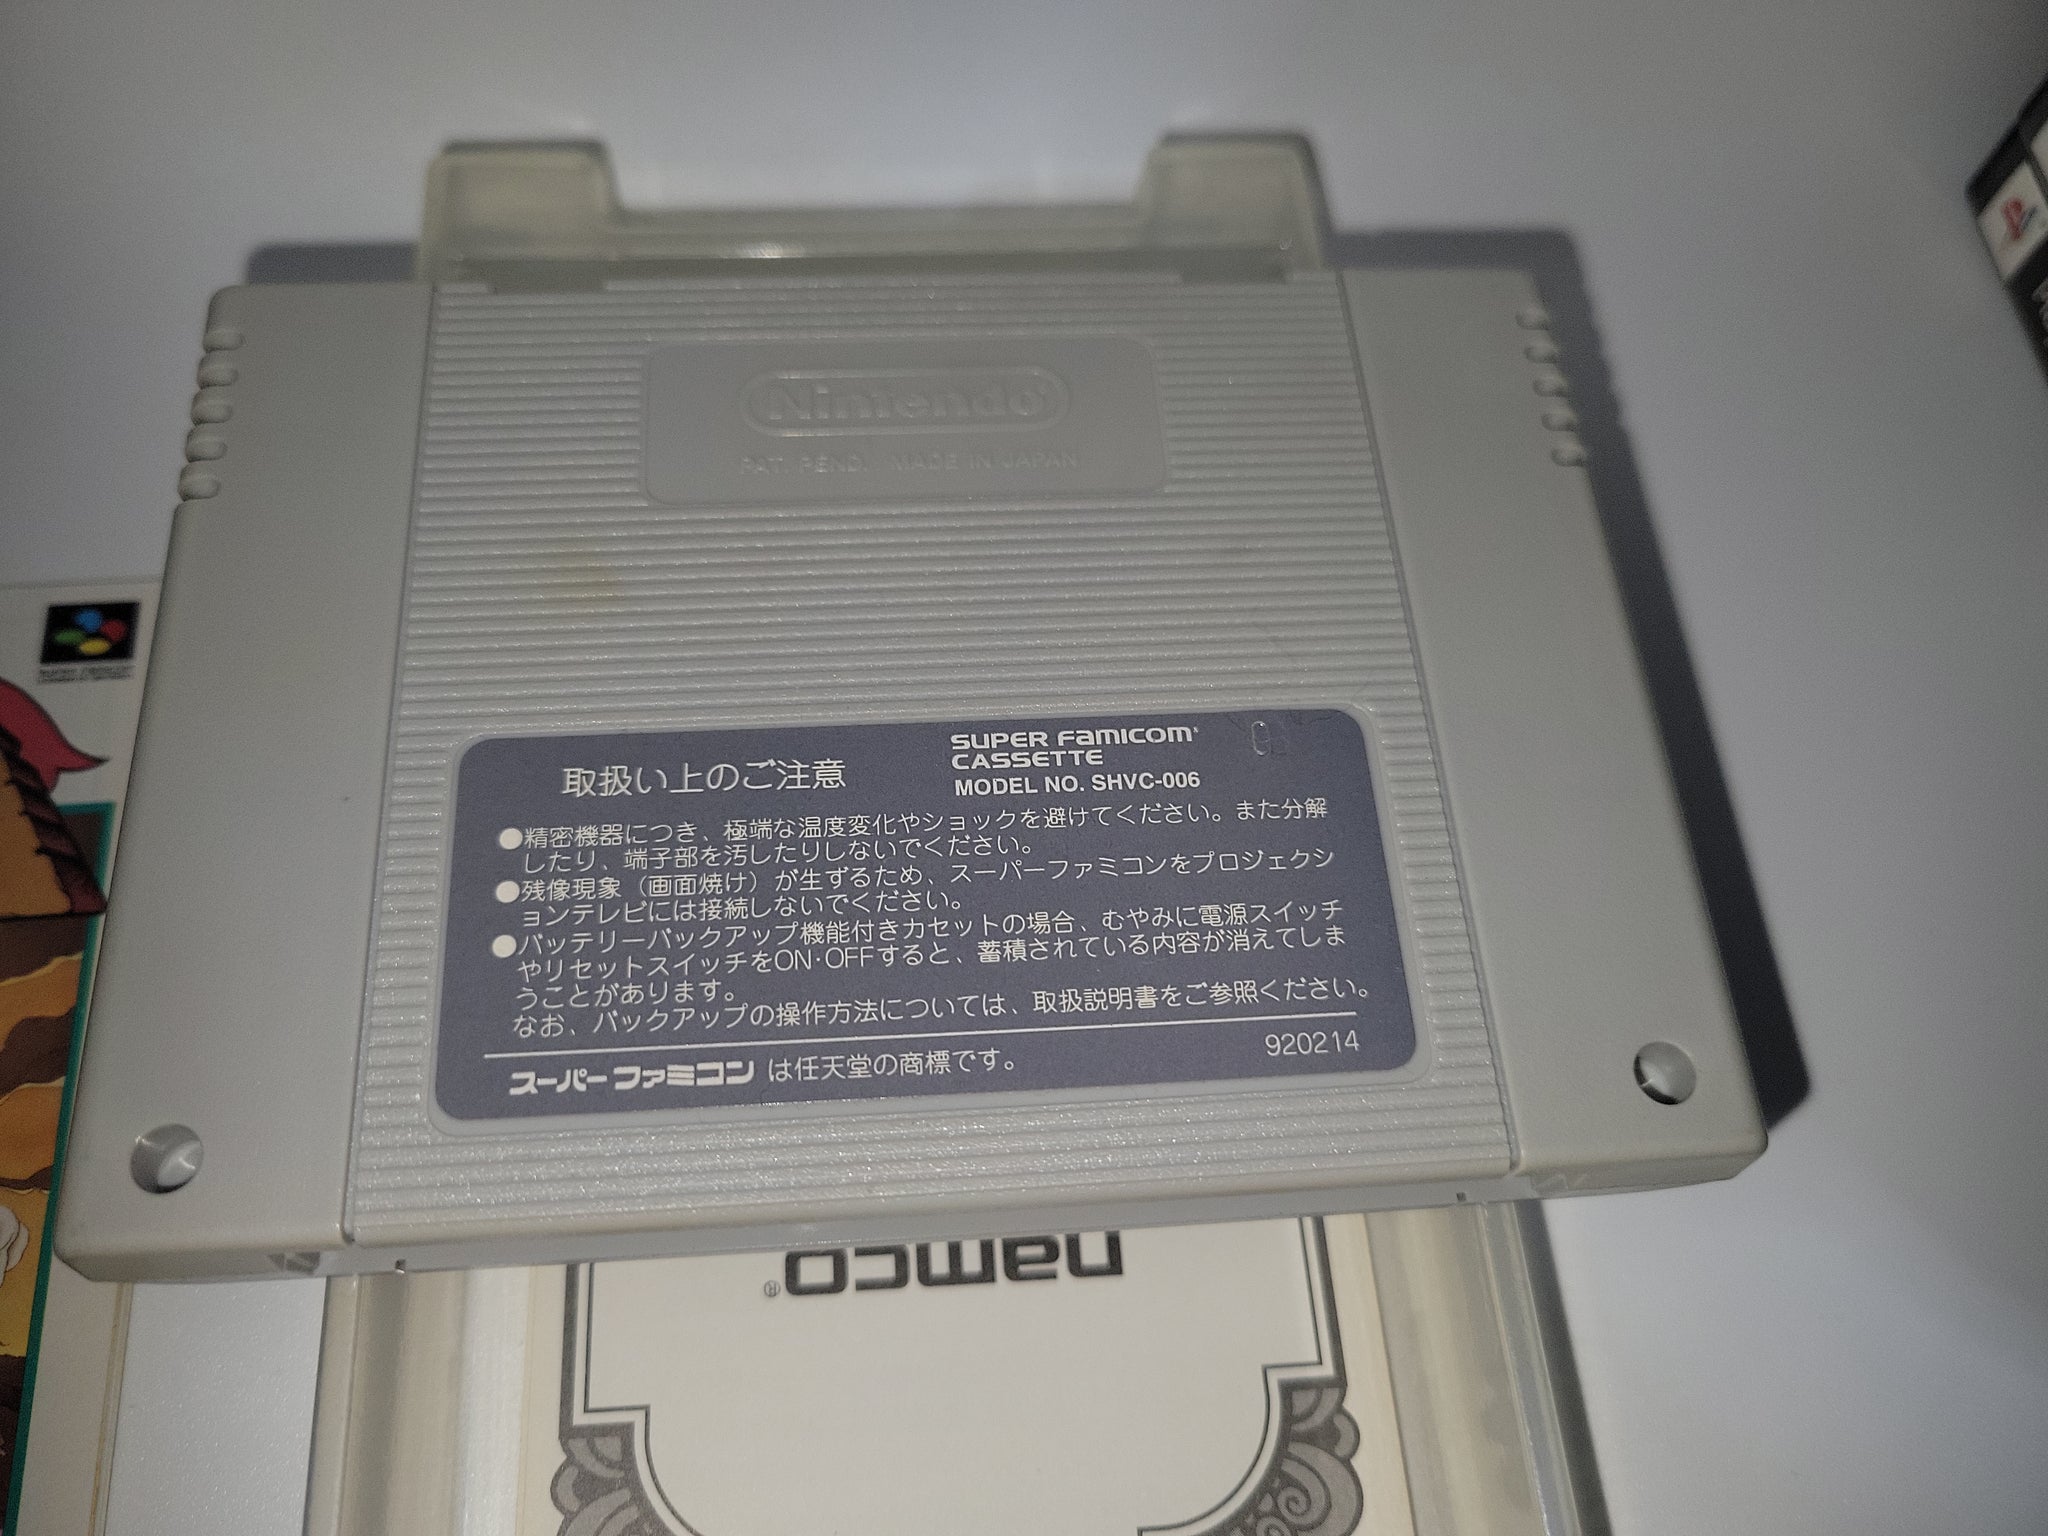 Nintendo
PAT. PEND. MADE IN JAPAN
取扱い上のご注意
SUPER FAMICOM
CASSETTE
MODEL NO. SHVC-006
●精密機器につき、極端な温度変化やショックを避けてください。また分解
したり、端子部を汚したりしないでください。
●残像現象（画面焼け）が生ずるため、スーパーファミコンをプロジェクシ
ョンテレビには接続しないでください。
●バッテリーバックアップ機能付きカセットの場合、むやみに電源スイッチ
やリセットスイッチをON･OFFすると、蓄積されている内容が消えてしま
うことがあります。
なお、バックアップの操作方法については、取扱説明書をご参照ください。
920214
スーパーファミコン は任天堂の商標です。
namco®